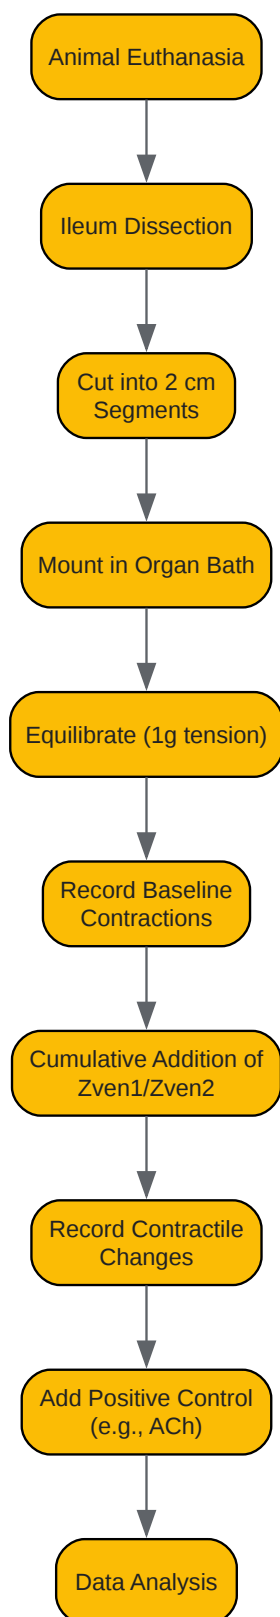 Animal Euthanasia
Ileum Dissection
Cut into 2 cm
Segments
Mount in Organ Bath
Equilibrate (1g tension)
Record Baseline
Contractions
Cumulative Addition of
Zven1/Zven2
Record Contractile
Changes
Add Positive Control
(e.g., ACh)
Data Analysis